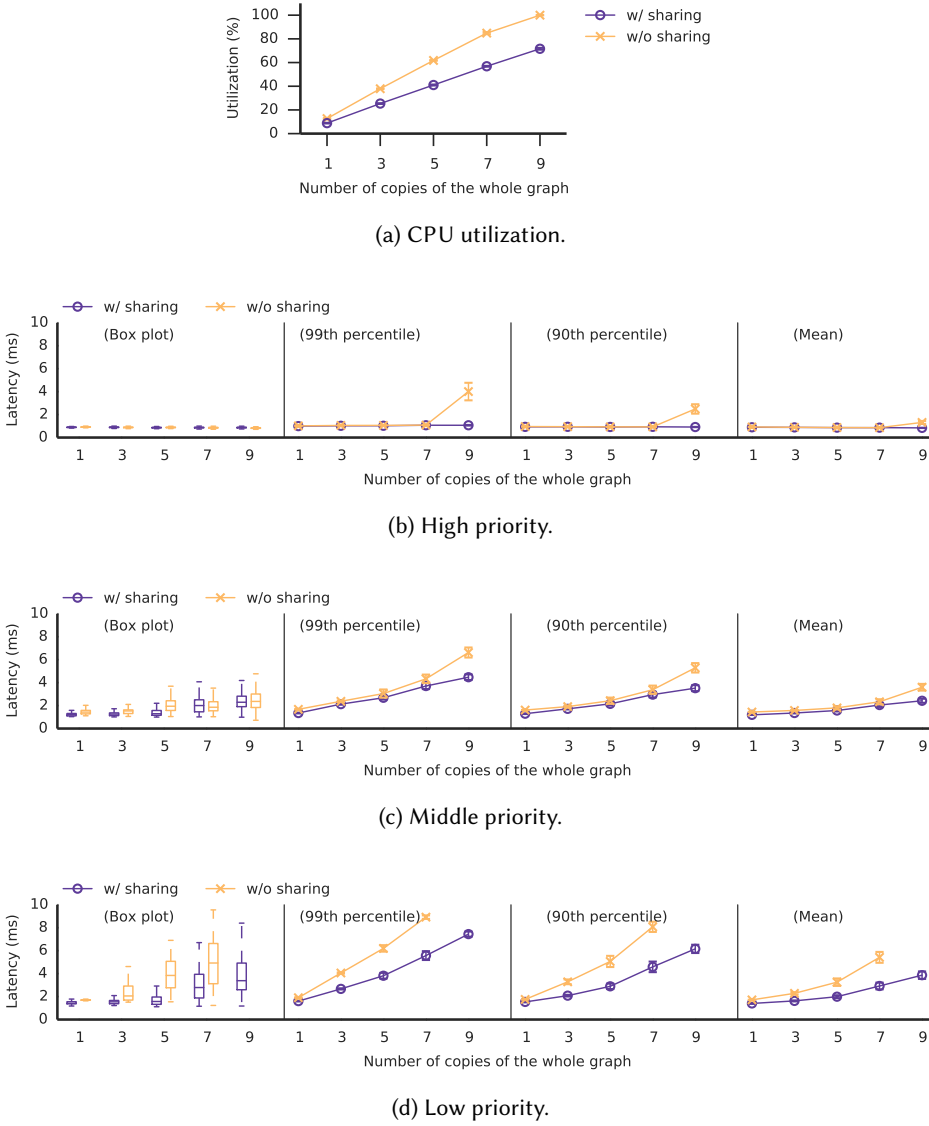 100
80
60
40
20
0
Utilization (%)
w/ sharing
w/o sharing
1 3 5 7 9
Number of copies of the whole graph
(a) CPU utilization.
w/ sharing w/o sharing
10
8
6
4
2
0
Latency (ms)
(Box plot) (99th percentile) (90th percentile) (Mean)
1 3 5 7 9 1 3 5 7 9 1 3 5 7 9 1 3 5 7 9
Number of copies of the whole graph
(b) High priority.
w/ sharing w/o sharing
10
8
6
4
2
0
Latency (ms)
(Box plot) (99th percentile) (90th percentile) (Mean)
1 3 5 7 9 1 3 5 7 9 1 3 5 7 9 1 3 5 7 9
Number of copies of the whole graph
(c) Middle priority.
w/ sharing w/o sharing
10
8
6
4
2
0
Latency (ms)
(Box plot) (99th percentile) (90th percentile) (Mean)
1 3 5 7 9 1 3 5 7 9 1 3 5 7 9 1 3 5 7 9
Number of copies of the whole graph
(d) Low priority.